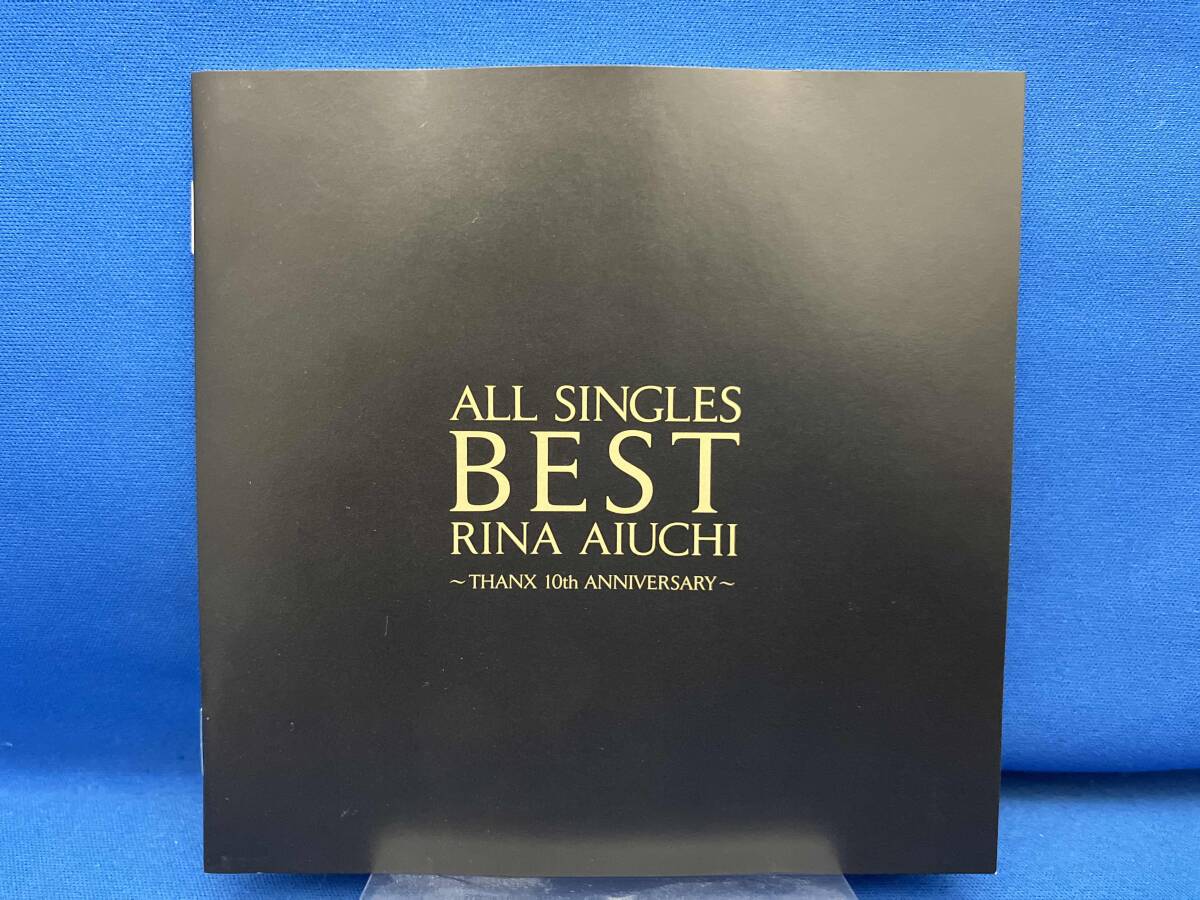 ALL SINGLES
BEST
RINA AIUCHI
～THANX 10th ANNIVERSARY～